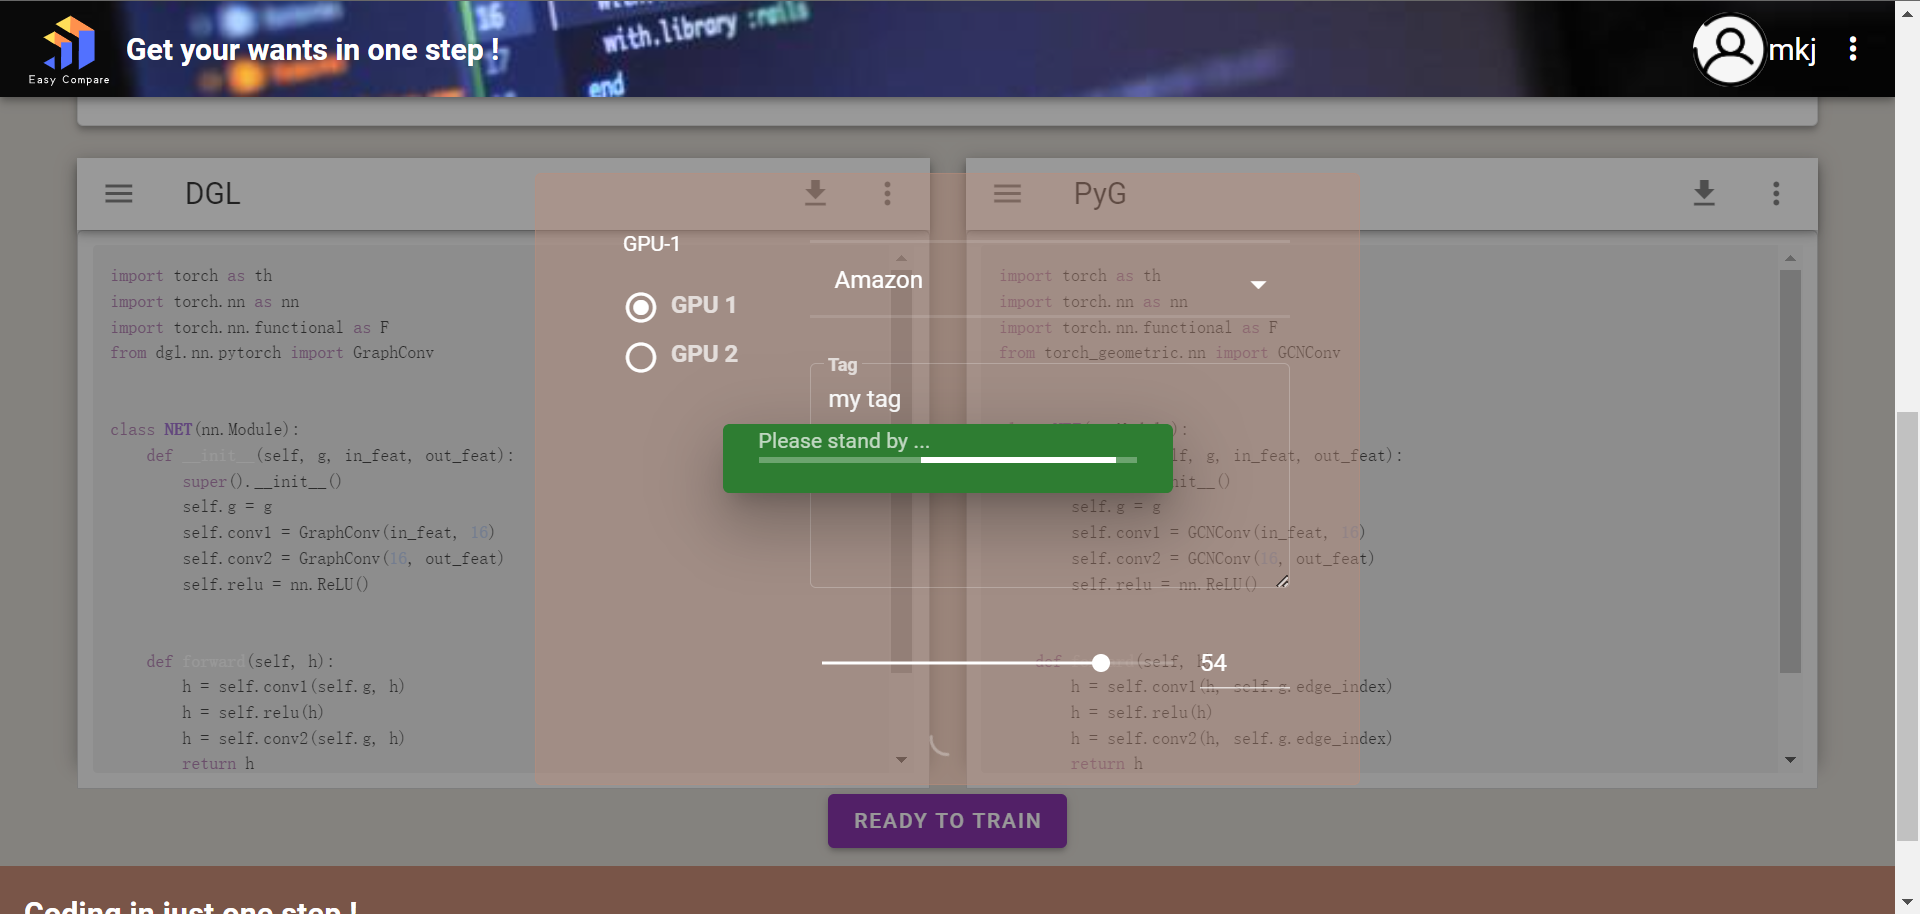 16
with.library :rails
17
end
Easy Compare
Get your wants in one step !
mkj
DGL
PyG
GPU-1
GPU 1
GPU 2
Amazon
Tag
my tag
Please stand by ...
54
import torch as th
import torch.nn as nn
import torch.nn.functional as F
from dgl.nn.pytorch import GraphConv
class NET(nn.Module):
def __init__(self, g, in_feat, out_feat):
super().__init__()
self.g = g
self.conv1 = GraphConv(in_feat, 16)
self.conv2 = GraphConv(16, out_feat)
self.relu = nn.ReLU()
def forward(self, h):
h = self.conv1(self.g, h)
h = self.relu(h)
h = self.conv2(self.g, h)
return h
import torch as th
import torch.nn as nn
import torch.nn.functional as F
from torch_geometric.nn import GCNConv
):
g, in_feat, out_feat):
__()
self.g = g
self.conv1 = GCNConv(in_feat, 16)
self.conv2 = GCNConv(16, out_feat)
self.relu = nn.ReLU()
def (self,
h = self.conv1(h, self.g.edge_index)
h = self.relu(h)
h = self.conv2(h, self.g.edge_index)
return h
READY TO TRAIN
Coding in just one step !